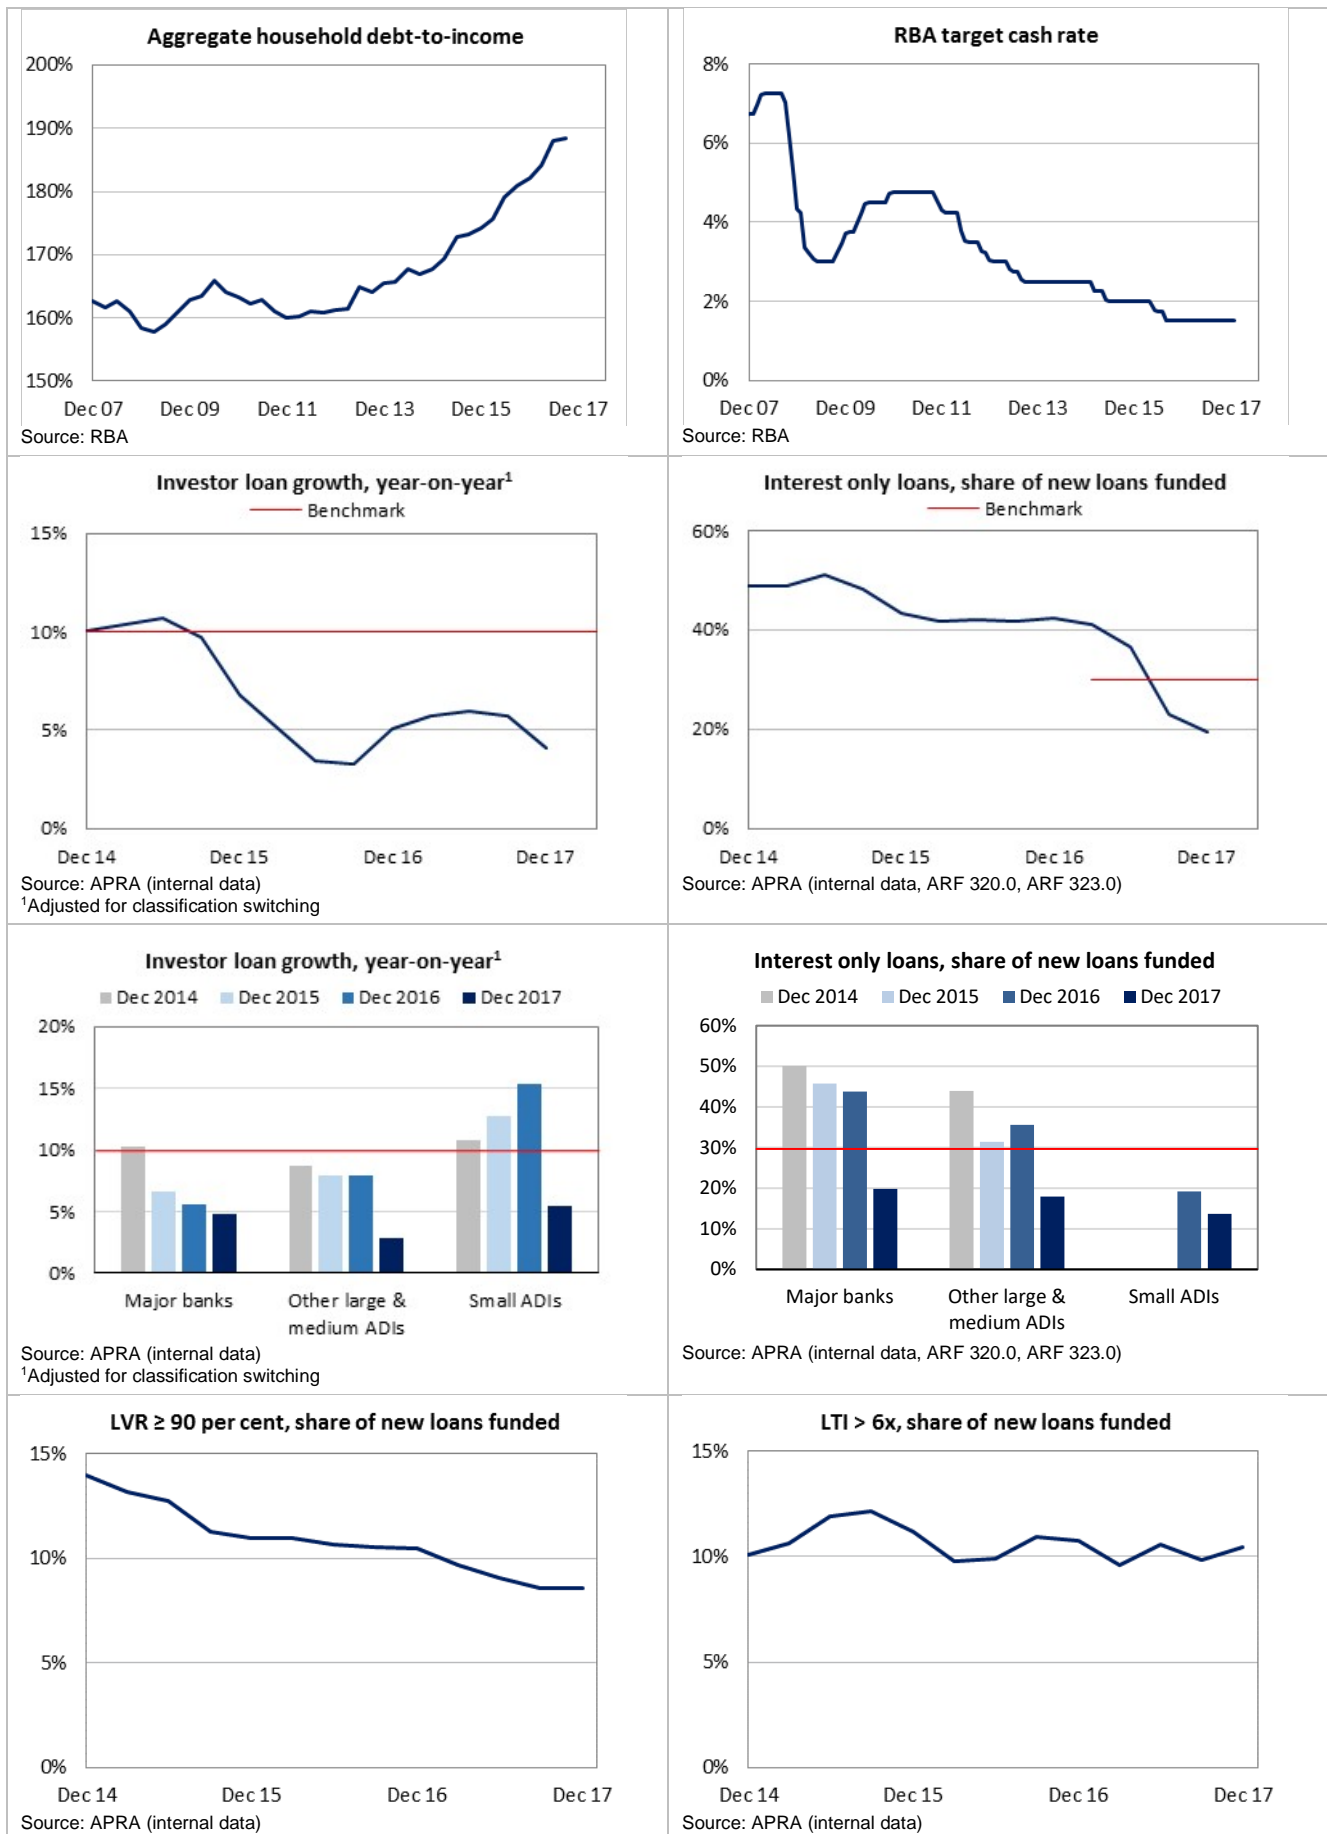 Aggregate household debt-to-income
200%
190%
180%
170%
160%
150%
Dec 07 Dec 09 Dec 11 Dec 13 Dec 15 Dec 17
Source: RBA
RBA target cash rate
8%
6%
4%
2%
0%
Dec 07 Dec 09 Dec 11 Dec 13 Dec 15 Dec 17
Source: RBA
Investor loan growth, year-on-year¹
Benchmark
15%
10%
5%
0%
Dec 14 Dec 15 Dec 16 Dec 17
Source: APRA (internal data)
¹Adjusted for classification switching
Interest only loans, share of new loans funded
Benchmark
60%
40%
20%
0%
Dec 14 Dec 15 Dec 16 Dec 17
Source: APRA (internal data, ARF 320.0, ARF 323.0)
Investor loan growth, year-on-year¹
Dec 2014 Dec 2015 Dec 2016 Dec 2017
20%
15%
10%
5%
0%
Major banks Other large & Small ADIs
medium ADIs
Source: APRA (internal data)
¹Adjusted for classification switching
Interest only loans, share of new loans funded
Dec 2014 Dec 2015 Dec 2016 Dec 2017
60%
50%
40%
30%
20%
10%
0%
Major banks Other large & Small ADIs
medium ADIs
Source: APRA (internal data, ARF 320.0, ARF 323.0)
LVR ≥ 90 per cent, share of new loans funded
15%
10%
5%
0%
Dec 14 Dec 15 Dec 16 Dec 17
Source: APRA (internal data)
LTI > 6x, share of new loans funded
15%
10%
5%
0%
Dec 14 Dec 15 Dec 16 Dec 17
Source: APRA (internal data)